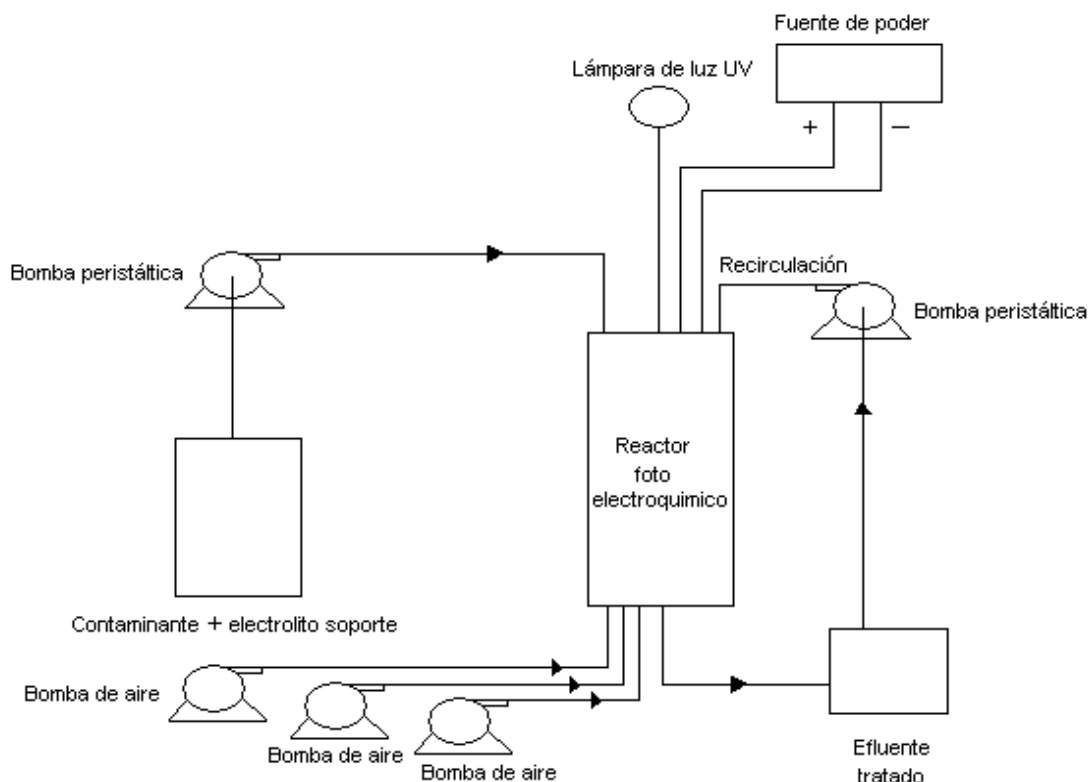 Fuente de poder
Lámpara de luz UV
+ −
Bomba peristáltica
Recirculación
Bomba peristáltica
Reactor
foto
electroquimico
Contaminante + electrolito soporte
Bomba de aire
Bomba de aire
Bomba de aire
Efluente
tratado